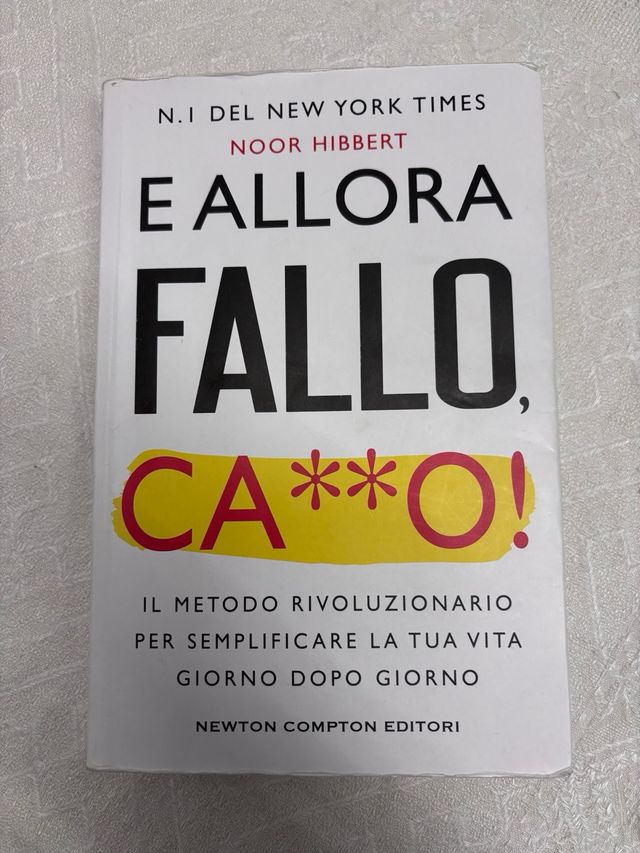 N.1 DEL NEW YORK TIMES
NOOR HIBBERT
E ALLORA
FALLO,
CA**O!
IL METODO RIVOLUZIONARIO
PER SEMPLIFICARE LA TUA VITA
GIORNO DOPO GIORNO
NEWTON COMPTON EDITORI